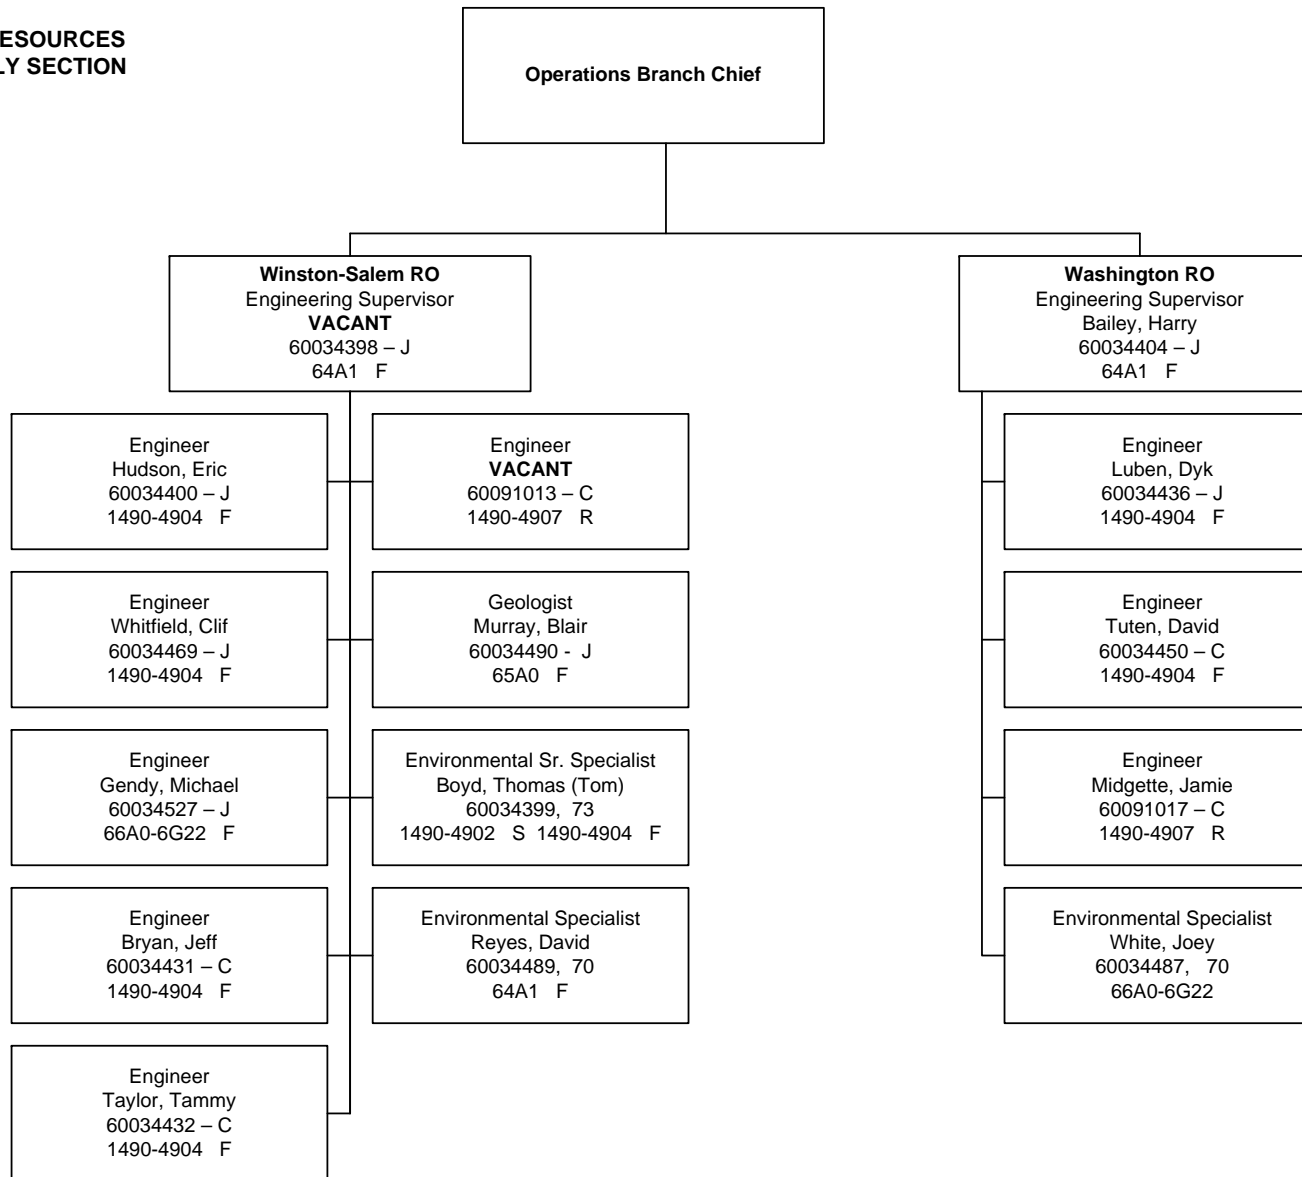 ESOURCES
LY SECTION
Operations Branch Chief
Winston-Salem RO
Engineering Supervisor
VACANT
60034398 – J
64A1 F
Washington RO
Engineering Supervisor
Bailey, Harry
60034404 – J
64A1 F
Engineer
Hudson, Eric
60034400 – J
1490-4904 F
Engineer
VACANT
60091013 – C
1490-4907 R
Engineer
Luben, Dyk
60034436 – J
1490-4904 F
Engineer
Whitfield, Clif
60034469 – J
1490-4904 F
Geologist
Murray, Blair
60034490 - J
65A0 F
Engineer
Tuten, David
60034450 – C
1490-4904 F
Engineer
Gendy, Michael
60034527 – J
66A0-6G22 F
Environmental Sr. Specialist
Boyd, Thomas (Tom)
60034399, 73
1490-4902 S 1490-4904 F
Engineer
Midgette, Jamie
60091017 – C
1490-4907 R
Engineer
Bryan, Jeff
60034431 – C
1490-4904 F
Environmental Specialist
Reyes, David
60034489, 70
64A1 F
Environmental Specialist
White, Joey
60034487, 70
66A0-6G22
Engineer
Taylor, Tammy
60034432 – C
1490-4904 F